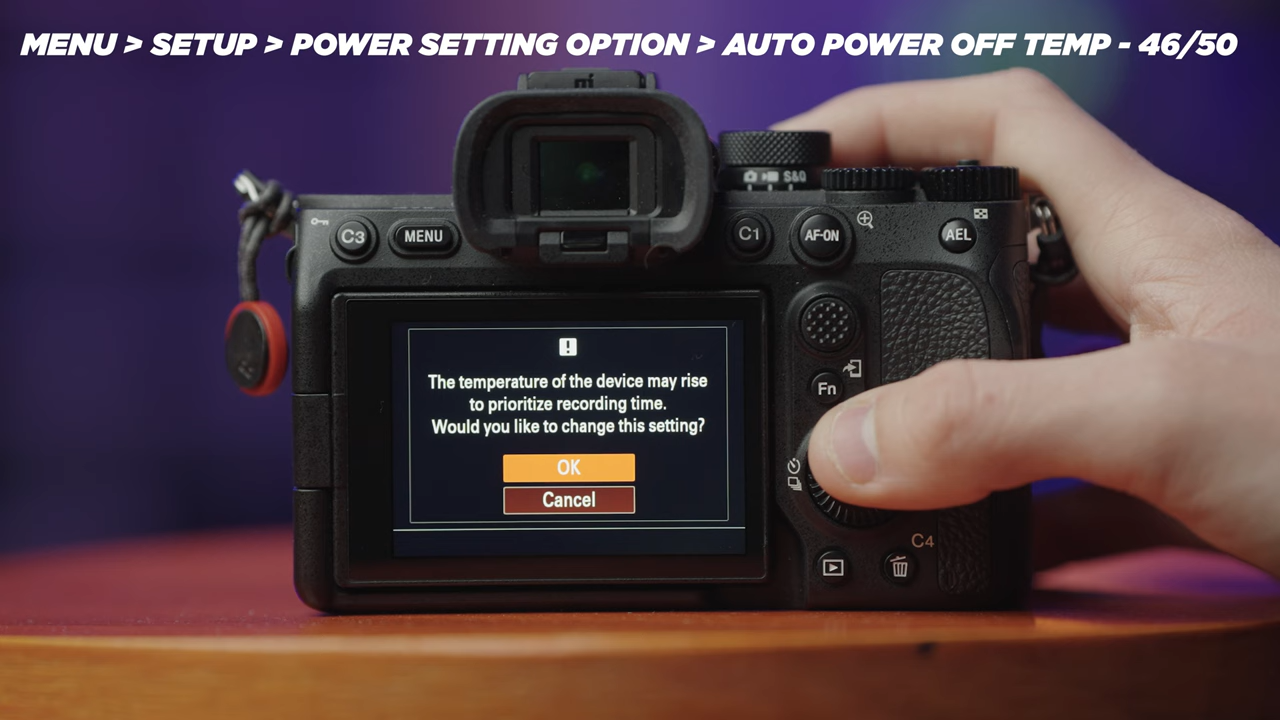 MENU > SETUP > POWER SETTING OPTION > AUTO POWER OFF TEMP - 46/50
S&Q
C3
MENU
C1
AF-ON
AEL
The temperature of the device may rise
to prioritize recording time.
Would you like to change this setting?
OK
Cancel
Fn
C4